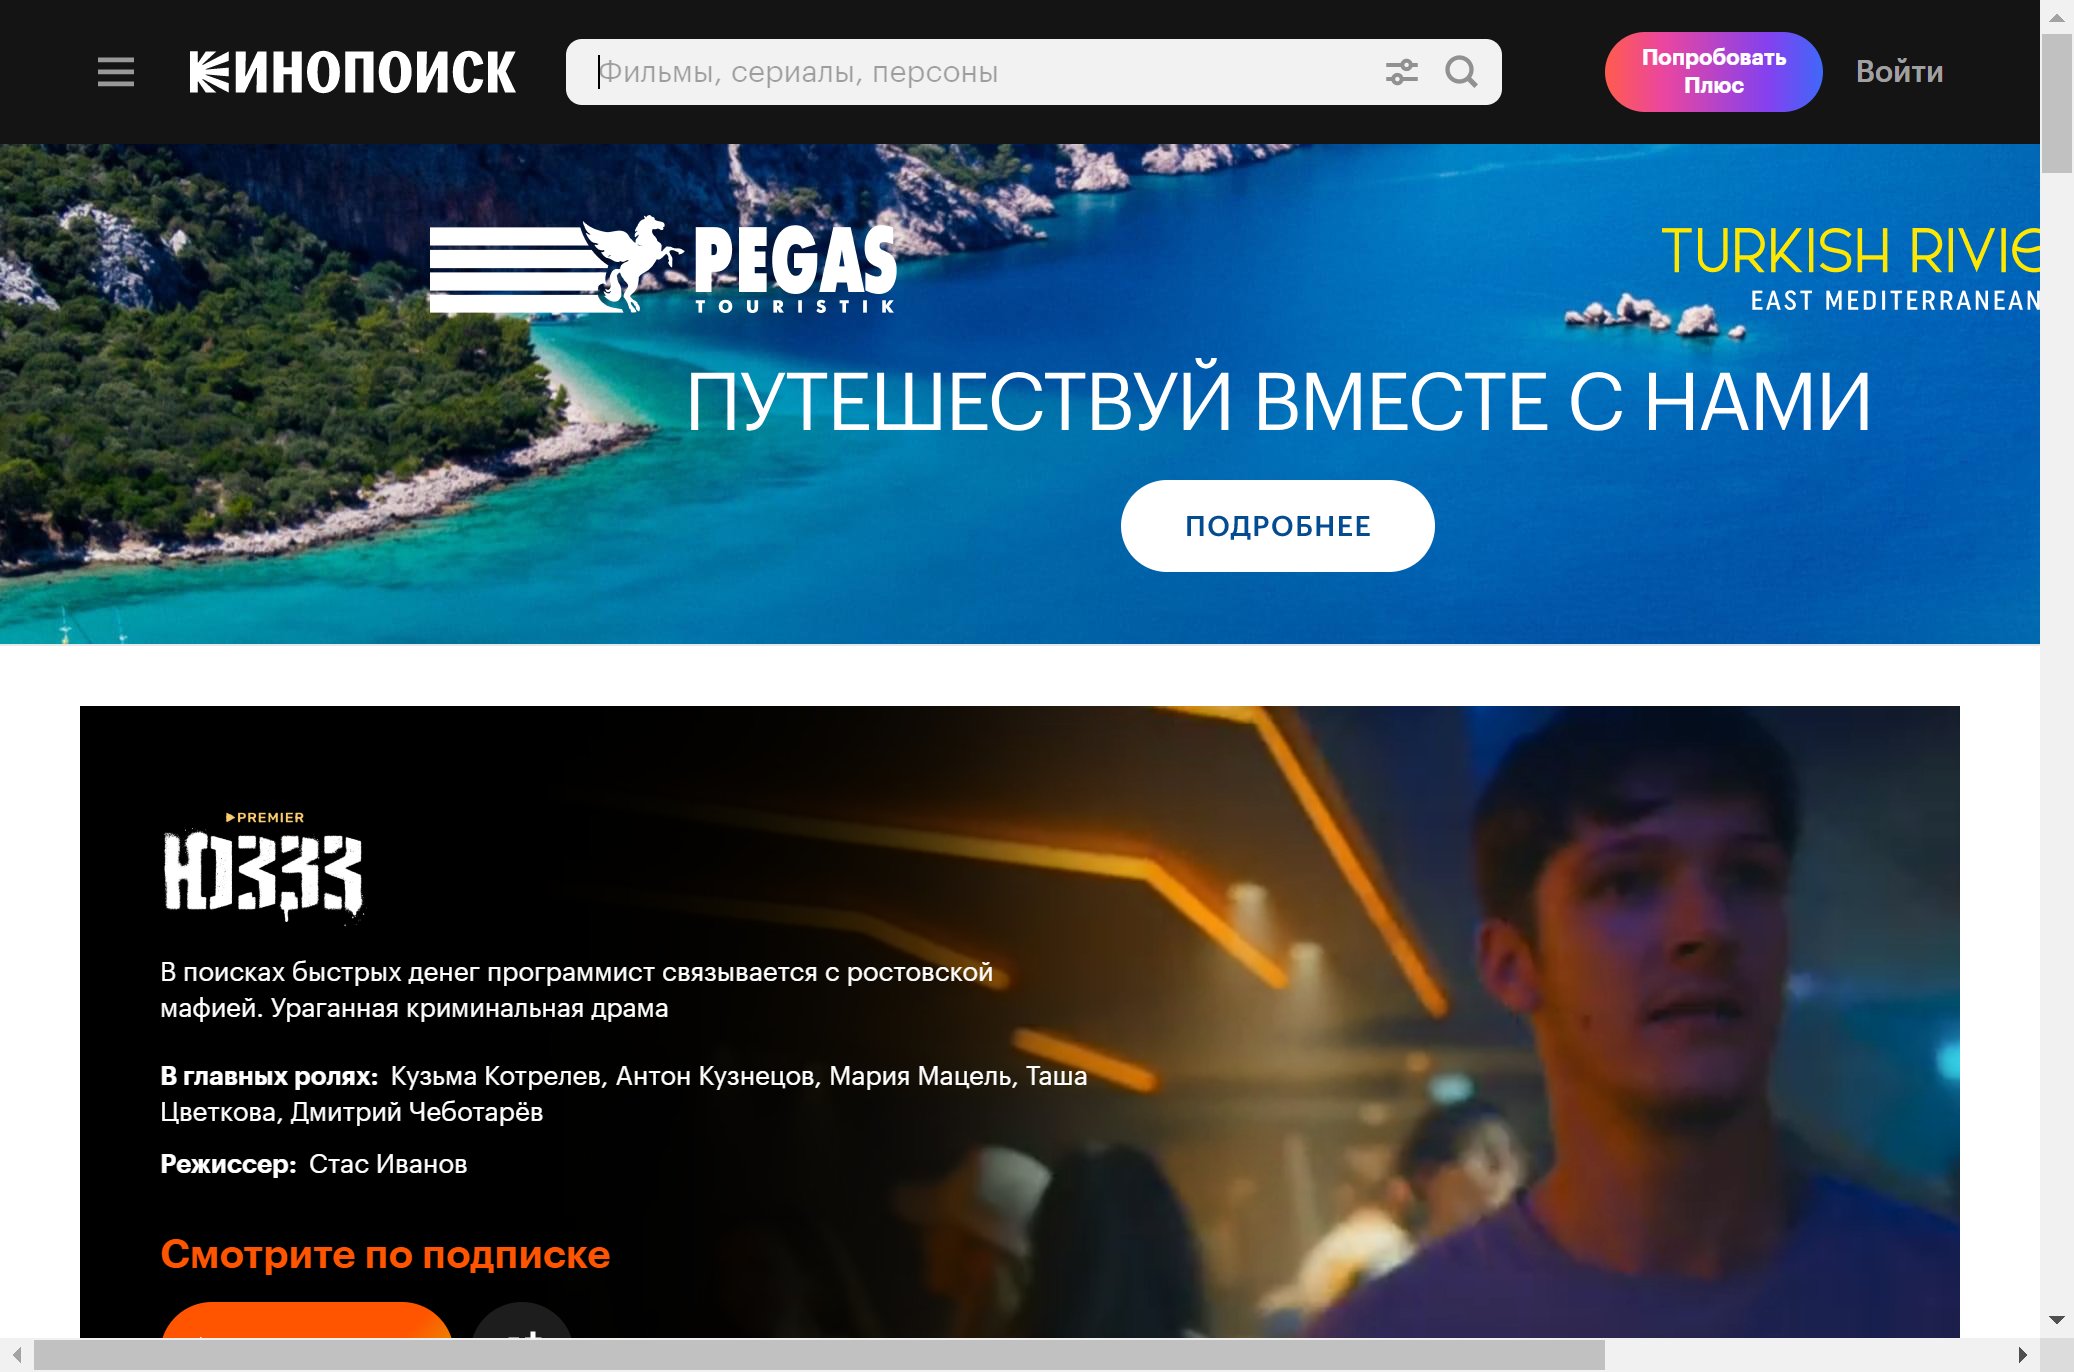 КИНОПОИСК
Фильмы, сериалы, персоны
Попробовать
Плюс
Войти
PEGAS
TOURISTIK
TURKISH RIVIE
EAST MEDITERRANEAN
ПУТЕШЕСТВУЙ ВМЕСТЕ С НАМИ
ПОДРОБНЕЕ
PREMIER
ЮЗЗЗ
В поисках быстрых денег программист связывается с ростовской
мафией. Ураганная криминальная драма
В главных ролях: Кузьма Котрелев, Антон Кузнецов, Мария Мацель, Таша
Цветкова, Дмитрий Чеботарёв
Режиссер: Стас Иванов
Смотрите по подписке